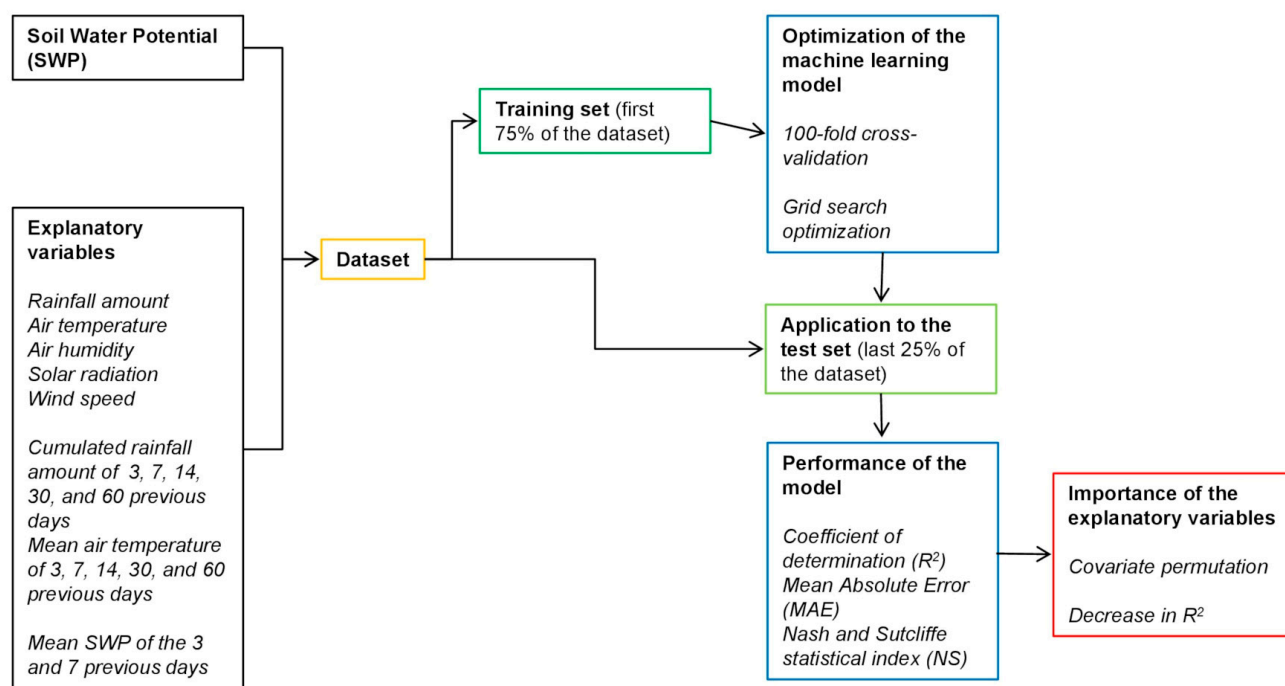 Soil Water Potential
(SWP)
Explanatory
variables
Rainfall amount
Air temperature
Air humidity
Solar radiation
Wind speed
Cumulated rainfall
amount of 3, 7, 14,
30, and 60 previous
days
Mean air temperature
of 3, 7, 14, 30, and 60
previous days
Mean SWP of the 3
and 7 previous days
Dataset
Training set (first
75% of the dataset)
Optimization of the
machine learning
model
100-fold cross-
validation
Grid search
optimization
Application to the
test set (last 25% of
the dataset)
Performance of the
model
Coefficient of
determination (R²)
Mean Absolute Error
(MAE)
Nash and Sutcliffe
statistical index (NS)
Importance of the
explanatory variables
Covariate permutation
Decrease in R²